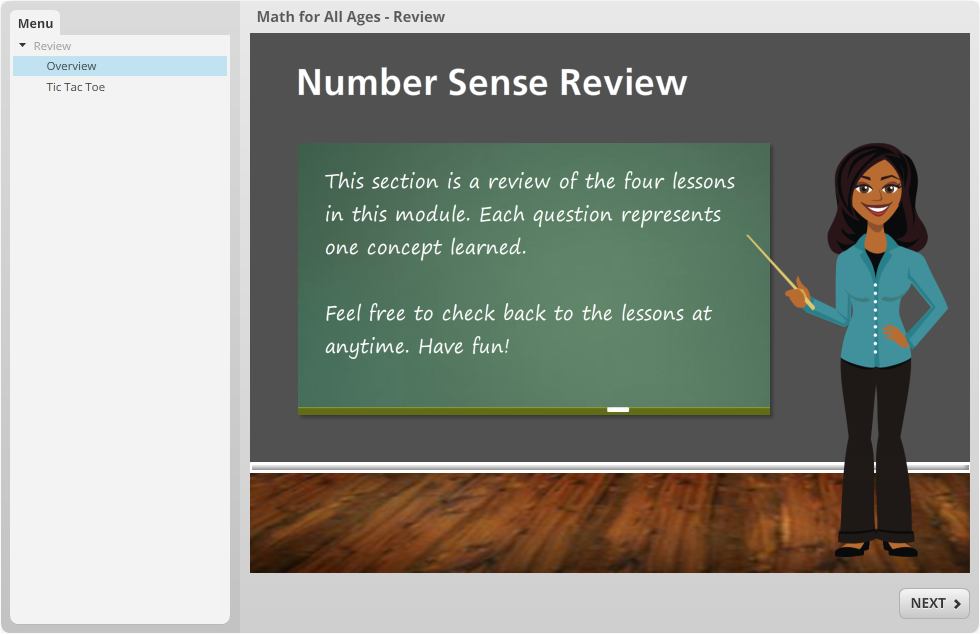 Menu
Review
Overview
Tic Tac Toe
Math for All Ages - Review
Number Sense Review
This section is a review of the four lessons
in this module. Each question represents
one concept learned.
Feel free to check back to the lessons at
anytime. Have fun!
NEXT